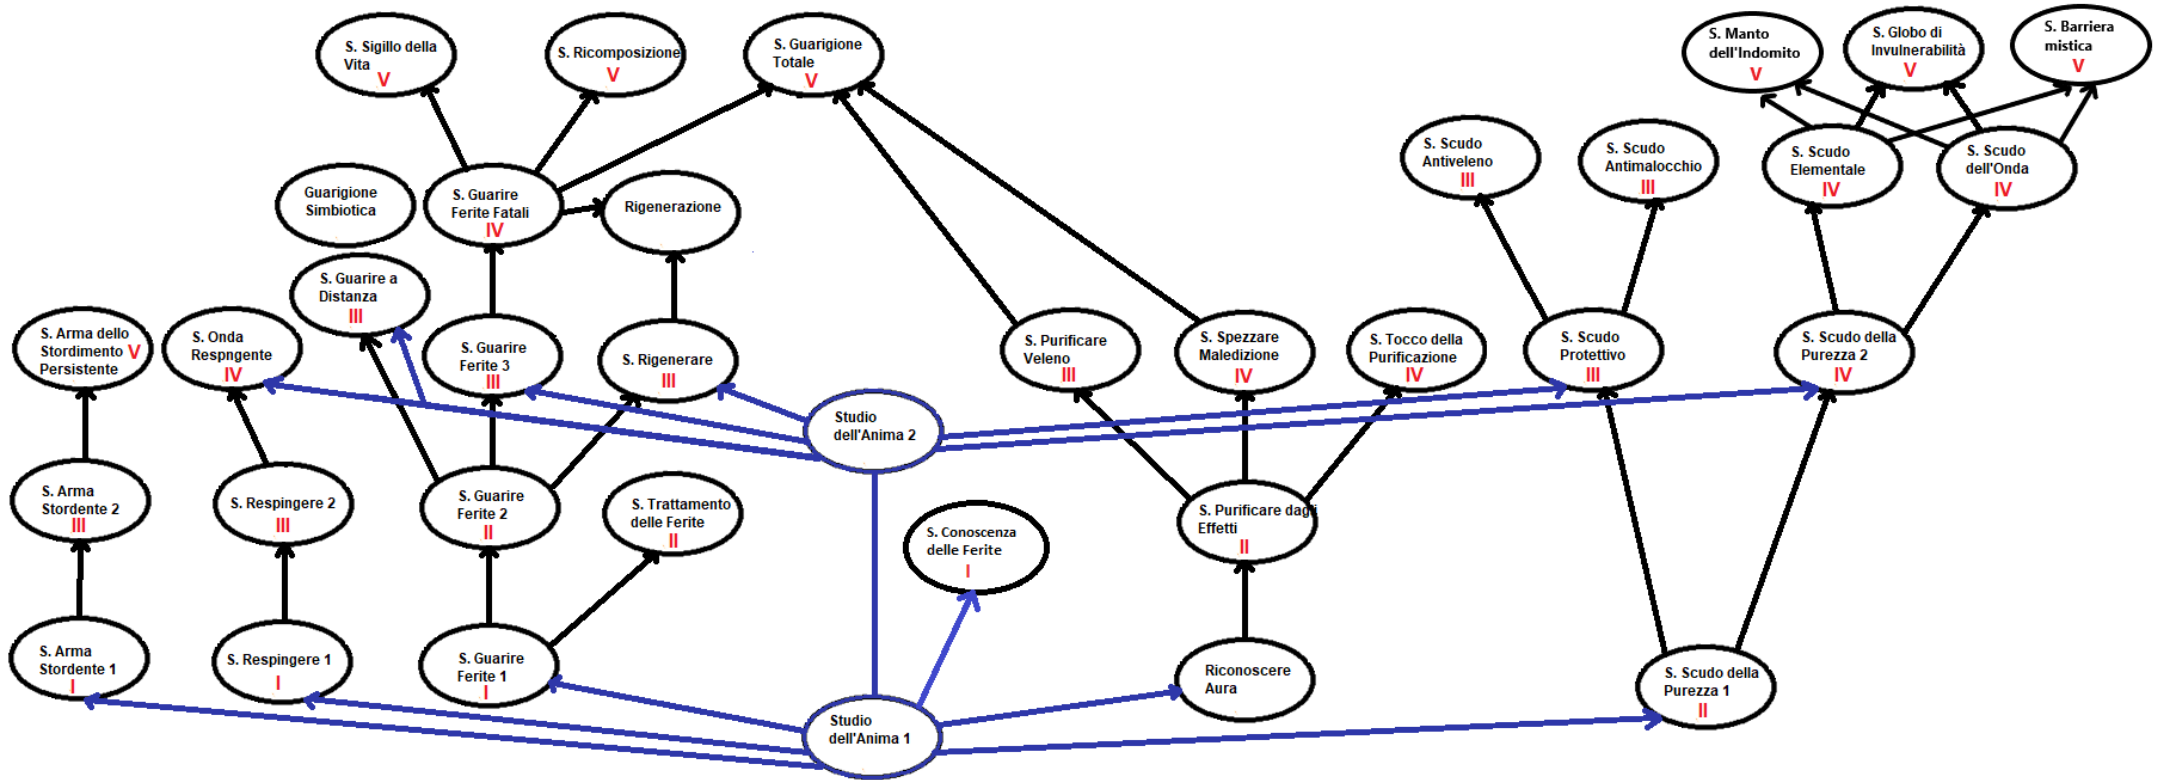 S. Sigillo della
Vita
V
S. Ricomposizione
V
S. Guarigione
Totale
V
S. Manto
dell'Indomito
V
S. Globo di
Invulnerabilità
V
S. Barriera
mistica
V
Guarigione
Simbiotica
S. Guarire
Ferite Fatali
IV
Rigenerazione
S. Scudo
Antiveleno
III
S. Scudo
Antimalocchio
III
S. Scudo
Elementale
IV
S. Scudo
dell'Onda
IV
S. Guarire a
Distanza
III
S. Arma dello
Stordimento V
Persistente
S. Onda
Respngente
IV
S. Guarire
Ferite 3
III
S. Rigenerare
III
S. Purificare
Veleno
III
S. Spezzare
Maledizione
IV
S. Tocco della
Purificazione
IV
S. Scudo
Protettivo
III
S. Scudo della
Purezza 2
IV
Studio
dell'Anima 2
S. Arma
Stordente 2
III
S. Respingere 2
III
S. Guarire
Ferite 2
II
S. Trattamento
delle Ferite
II
S. Conoscenza
delle Ferite
I
S. Purificare dagli
Effetti
II
S. Arma
Stordente 1
I
S. Respingere 1
I
S. Guarire
Ferite 1
I
Studio
dell'Anima 1
Riconoscere
Aura
S. Scudo della
Purezza 1
II